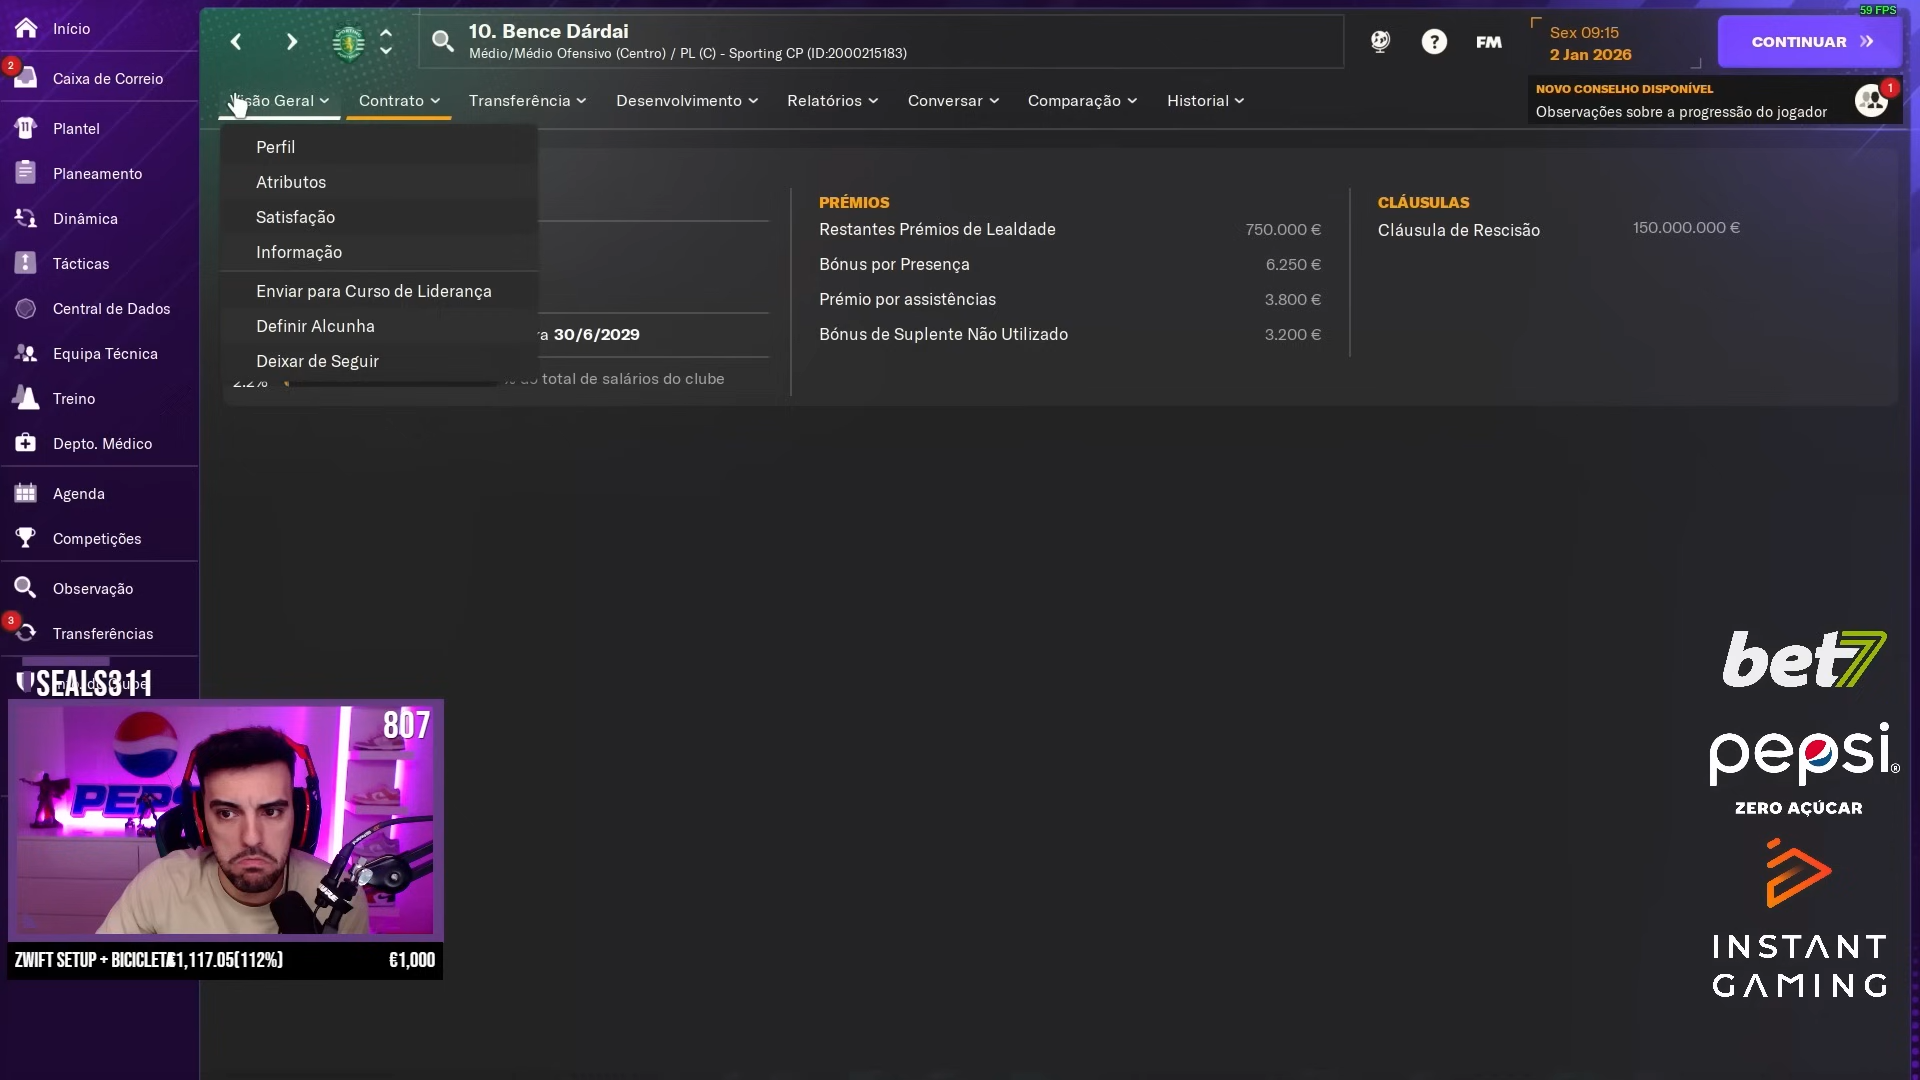 59 FPS
Início
10. Bence Dárdai
Médio/Médio Ofensivo (Centro) / PL (C) - Sporting CP (ID:2000215183)
?
FM
Sex 09:15
2 Jan 2026
CONTINUAR
2
Caixa de Correio
Visão Geral
Contrato
Transferência
Desenvolvimento
Relatórios
Conversar
Comparação
Historial
NOVO CONSELHO DISPONÍVEL
Observações sobre a progressão do jogador
1
11
Plantel
Planeamento
Dinâmica
Tácticas
Central de Dados
Equipa Técnica
Treino
Depto. Médico
Agenda
Competições
Observação
3
Transferências
Perfil
Atributos
Satisfação
Informação
Enviar para Curso de Liderança
Definir Alcunha
Deixar de Seguir
30/6/2029
2.2%
total de salários do clube
PRÉMIOS
Restantes Prémios de Lealdade 750.000 €
Bónus por Presença 6.250 €
Prémio por assistências 3.800 €
Bónus de Suplente Não Utilizado 3.200 €
CLÁUSULAS
Cláusula de Rescisão 150.000.000 €
SEALS311
807
PEPS
ZWIFT SETUP + BICICLETA €1,117.05(112%) €1,000
bet7
pepsi
ZERO AÇÚCAR
INSTANT
GAMING